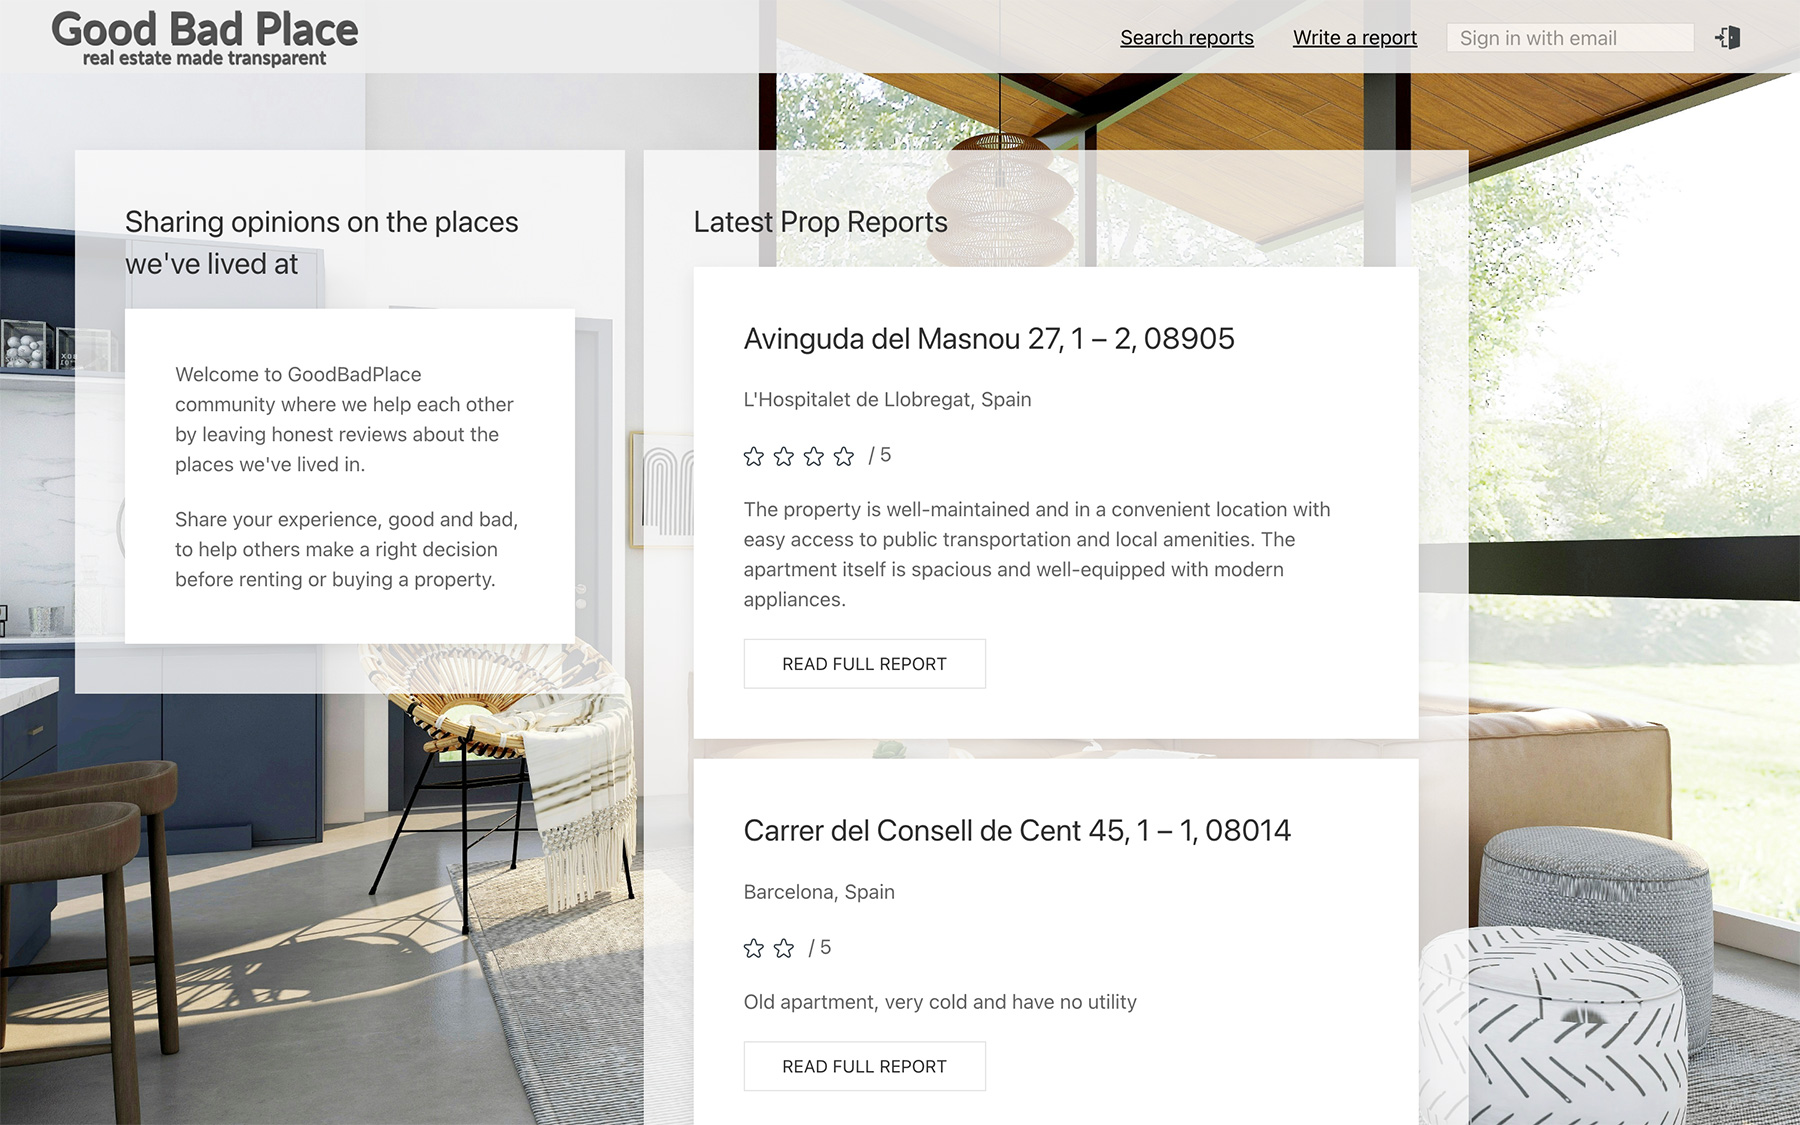 Good Bad Place
real estate made transparent
Search reports
Write a report
Sign in with email
Sharing opinions on the places
we've lived at
Welcome to GoodBadPlace
community where we help each other
by leaving honest reviews about the
places we've lived in.
Share your experience, good and bad,
to help others make a right decision
before renting or buying a property.
Latest Prop Reports
Avinguda del Masnou 27, 1 – 2, 08905
L'Hospitalet de Llobregat, Spain
/ 5
The property is well-maintained and in a convenient location with
easy access to public transportation and local amenities. The
apartment itself is spacious and well-equipped with modern
appliances.
READ FULL REPORT
Carrer del Consell de Cent 45, 1 – 1, 08014
Barcelona, Spain
/ 5
Old apartment, very cold and have no utility
READ FULL REPORT